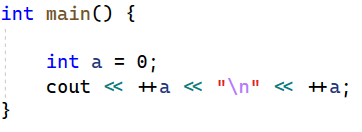 int main() {
int a = 0;
cout << ++a << "\n" << ++a;
}